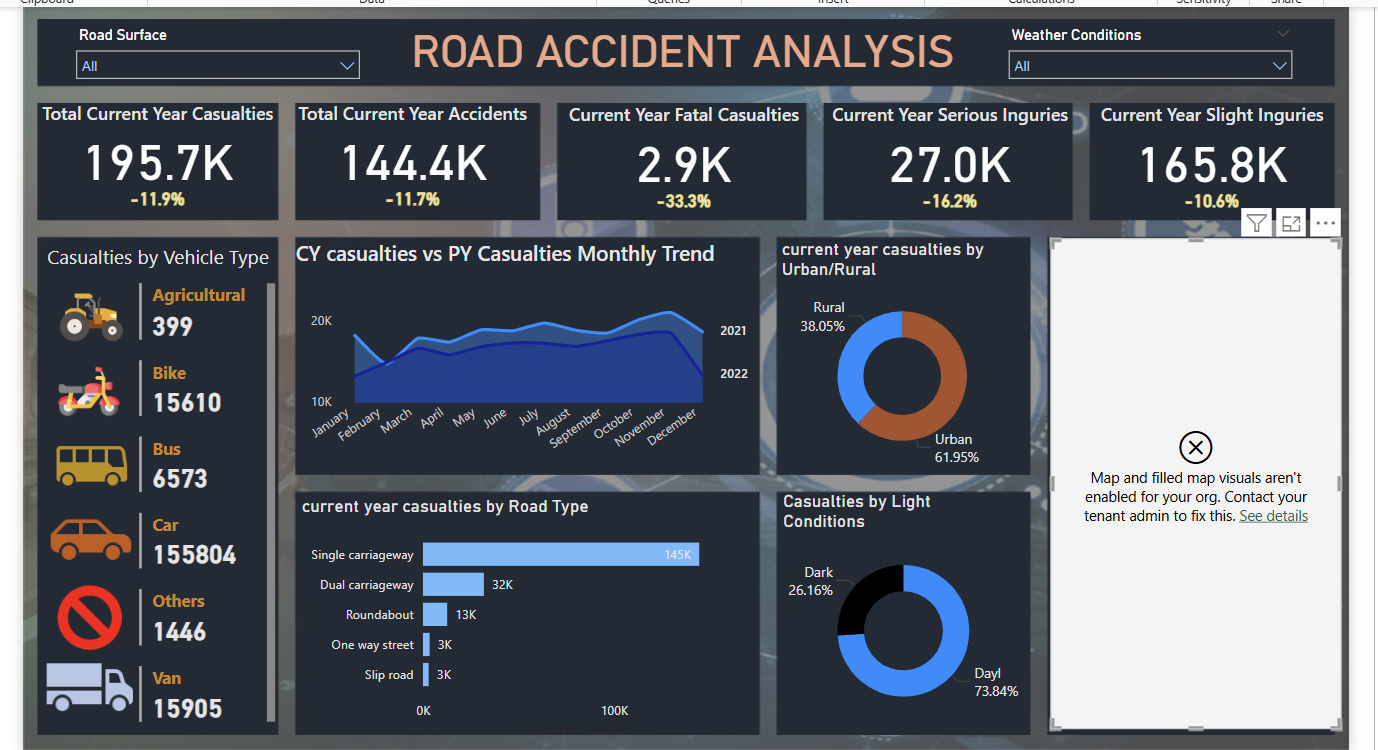 Clipboard
Data
Queries
Insert
Calculations
Sensitivity
Share
Road Surface
All
ROAD ACCIDENT ANALYSIS
Weather Conditions
All
Total Current Year Casualties
195.7K
-11.9%
Total Current Year Accidents
144.4K
-11.7%
Current Year Fatal Casualties
2.9K
-33.3%
Current Year Serious Inguries
27.0K
-16.2%
Current Year Slight Inguries
165.8K
-10.6%
Casualties by Vehicle Type
Agricultural
399
Bike
15610
Bus
6573
Car
155804
Others
1446
Van
15905
CY casualties vs PY Casualties Monthly Trend
20K
10K
2021
2022
January
February
March
April
May
June
July
August
September
October
November
December
current year casualties by
Urban/Rural
Rural
38.05%
Urban
61.95%
current year casualties by Road Type
Single carriageway
145K
Dual carriageway
32K
Roundabout
13K
One way street
3K
Slip road
3K
0K
100K
Casualties by Light
Conditions
Dark
26.16%
Dayl
73.84%
Map and filled map visuals aren't
enabled for your org. Contact your
tenant admin to fix this. See details